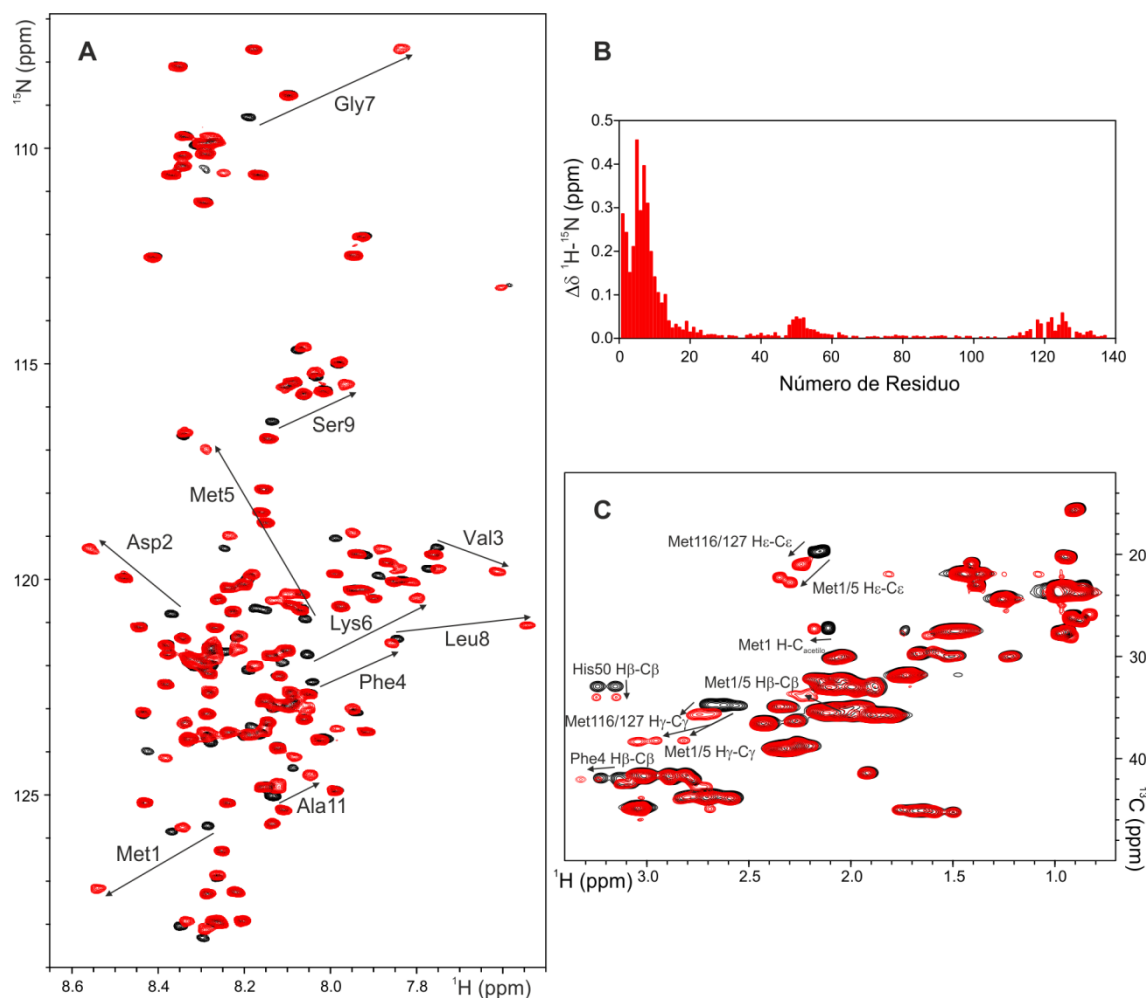 A
¹⁵N (ppm)
110
115
120
125
8.6
8.4
8.2
8.0
7.8
¹H (ppm)
Gly7
Ser9
Met5
Asp2
Val3
Lys6
Leu8
Phe4
Ala11
Met1
B
Δδ ¹H-¹⁵N (ppm)
0.5
0.4
0.3
0.2
0.1
0.0
0 20 40 60 80 100 120 140
Número de Residuo
C
Met116/127 Hε-Cε
Met1/5 Hε-Cε
Met1 H-Cacetilo
His50 Hβ-Cβ
Met1/5 Hβ-Cβ
Met116/127 Hγ-Cγ
Met1/5 Hγ-Cγ
Phe4 Hβ-Cβ
20
30
40
¹³C (ppm)
¹H (ppm)
3.0
2.5
2.0
1.5
1.0